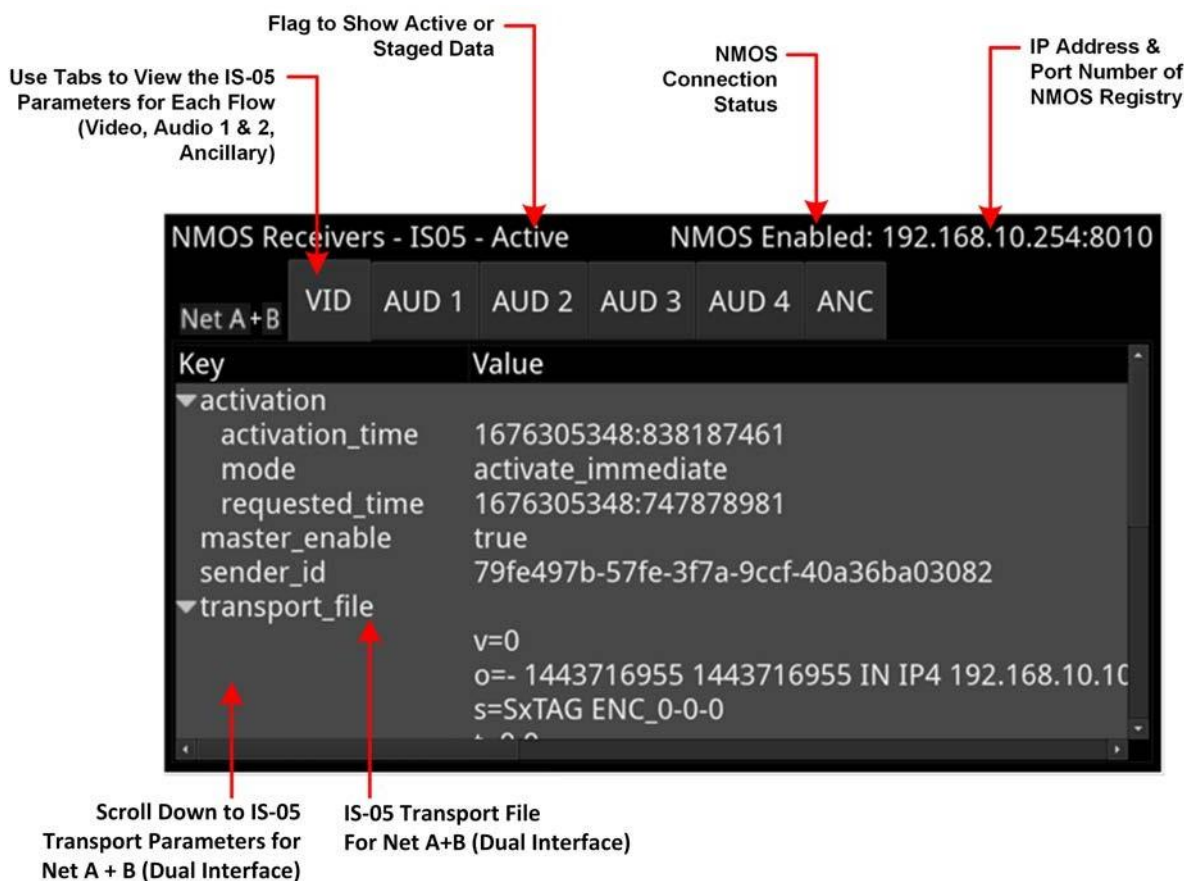 Flag to Show Active or
Staged Data
Use Tabs to View the IS-05
Parameters for Each Flow
(Video, Audio 1 & 2,
Ancillary)
NMOS
Connection
Status
IP Address &
Port Number of
NMOS Registry
NMOS Receivers - IS05 - Active
NMOS Enabled: 192.168.10.254:8010
Net A + B
VID
AUD 1
AUD 2
AUD 3
AUD 4
ANC
Key Value
activation
activation_time 1676305348:838187461
mode activate_immediate
requested_time 1676305348:747878981
master_enable true
sender_id 79fe497b-57fe-3f7a-9ccf-40a36ba03082
transport_file
v=0
o=- 1443716955 1443716955 IN IP4 192.168.10.10
s=SxTAG ENC_0-0-0
Scroll Down to IS-05
Transport Parameters for
Net A + B (Dual Interface)
IS-05 Transport File
For Net A+B (Dual Interface)